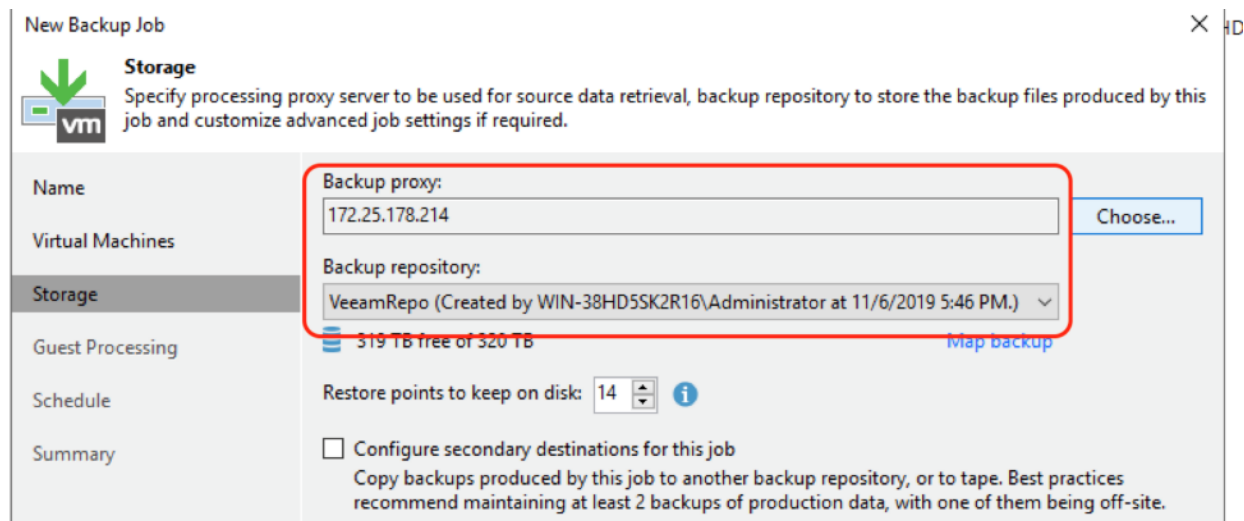 New Backup Job
HD
Storage
Specify processing proxy server to be used for source data retrieval, backup repository to store the backup files produced by this
job and customize advanced job settings if required.
vm
Name
Virtual Machines
Storage
Guest Processing
Schedule
Summary
Backup proxy:
172.25.178.214
Choose...
Backup repository:
VeeamRepo (Created by WIN-38HD5SK2R16\Administrator at 11/6/2019 5:46 PM.)
319 TB free of 320 TB
Map backup
Restore points to keep on disk: 14
Configure secondary destinations for this job
Copy backups produced by this job to another backup repository, or to tape. Best practices
recommend maintaining at least 2 backups of production data, with one of them being off-site.